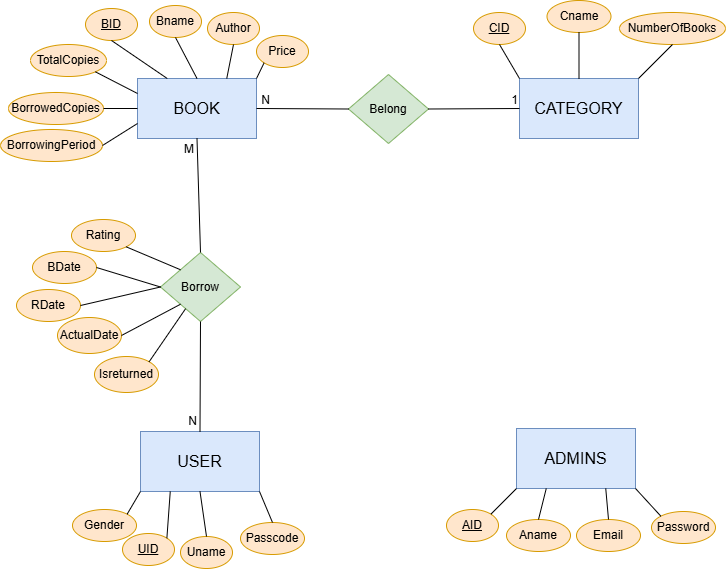 BID
Bname
Author
Price
TotalCopies
BorrowedCopies
BorrowingPeriod
BOOK
N
Belong
1
CID
Cname
NumberOfBooks
CATEGORY
M
Rating
BDate
RDate
ActualDate
Isreturned
Borrow
N
USER
Gender
UID
Uname
Passcode
ADMINS
AID
Aname
Email
Password